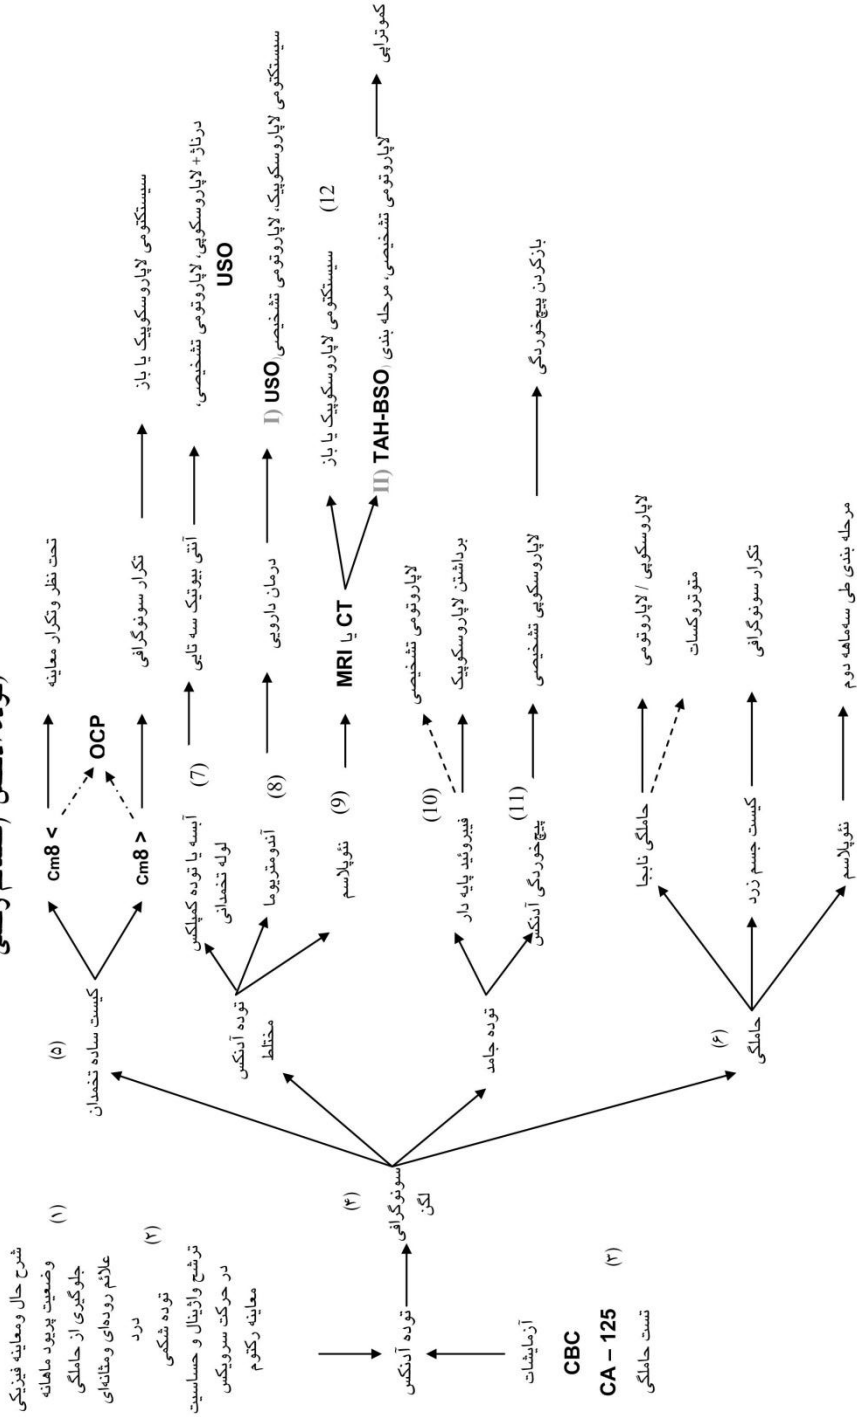 شرح حال ومعاینه فیزیکی
وضعیت پریود ماهانه (۱)
جلوگیری از حاملگی
علائم روده‌ای ومثانه‌ای
درد
توده شکمی (۲)
ترشح واژینال و حساسیت
در حرکت سرویکس
معاینه رکتوم
توده آدنکس
آزمایشات
CBC
CA – 125 (۳)
تست حاملگی
(۴)
سونوگرافی
لگن
(۵)
کیست ساده تخمدان
Cm8 <
تحت نظر وتکرار معاینه
OCP
Cm8 >
تکرار سونوگرافی
سیستکتومی لاپاروسکوپیک یا باز
توده آدنکس
مختلط
آبسه یا توده کمپلکس (7)
لوله تخمدانی
آنتی بیوتیک سه تایی
درناژ+ لاپاروسکوپی، لاپاروتومی تشخیصی،
USO
آندومتریوما (8)
درمان دارویی
I) USO سیستکتومی لاپاروسکوپیک، لاپاروتومی تشخیصی،
نئوپلاسم (9)
MRI یا CT
سیستکتومی لاپاروسکوپیک یا باز (12
II) TAH-BSO لاپاروتومی تشخیصی، مرحله بندی،
کموتراپی
توده جامد
(10)
فیبروئید پایه دار
لاپاروتومی تشخیصی
برداشتن لاپاروسکوپیک
(11)
پیچ‌خوردگی آدنکس
لاپاروسکوپی تشخیصی
بازکردن پیچ‌خوردگی
(۶)
حاملگی
حاملگی نابجا
لاپاروسکوپی / لاپاروتومی
متوتروکسات
کیست جسم زرد
تکرار سونوگرافی
نئوپلاسم
مرحله بندی طی سه‌ماهه دوم